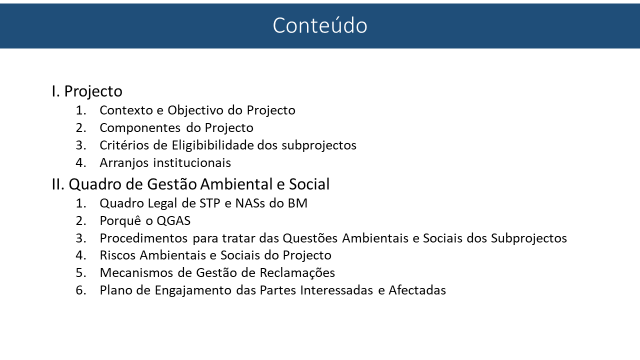 Conteúdo
I. Projecto
1. Contexto e Objectivo do Projecto
2. Componentes do Projecto
3. Critérios de Eligibibilidade dos subprojectos
4. Arranjos institucionais
II. Quadro de Gestão Ambiental e Social
1. Quadro Legal de STP e NASs do BM
2. Porquê o QGAS
3. Procedimentos para tratar das Questões Ambientais e Sociais dos Subprojectos
4. Riscos Ambientais e Sociais do Projecto
5. Mecanismos de Gestão de Reclamações
6. Plano de Engajamento das Partes Interessadas e Afectadas